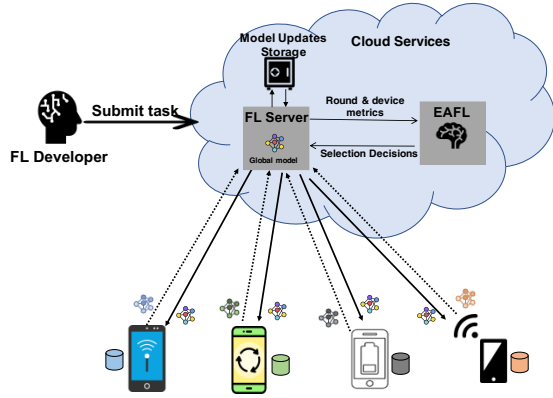 Model Updates
Storage
Cloud Services
Submit task
FL Developer
FL Server
Global model
Round & device
metrics
Selection Decisions
EAFL